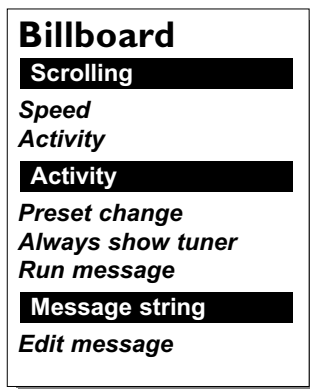 Billboard
Scrolling
Speed
Activity
Activity
Preset change
Always show tuner
Run message
Message string
Edit message